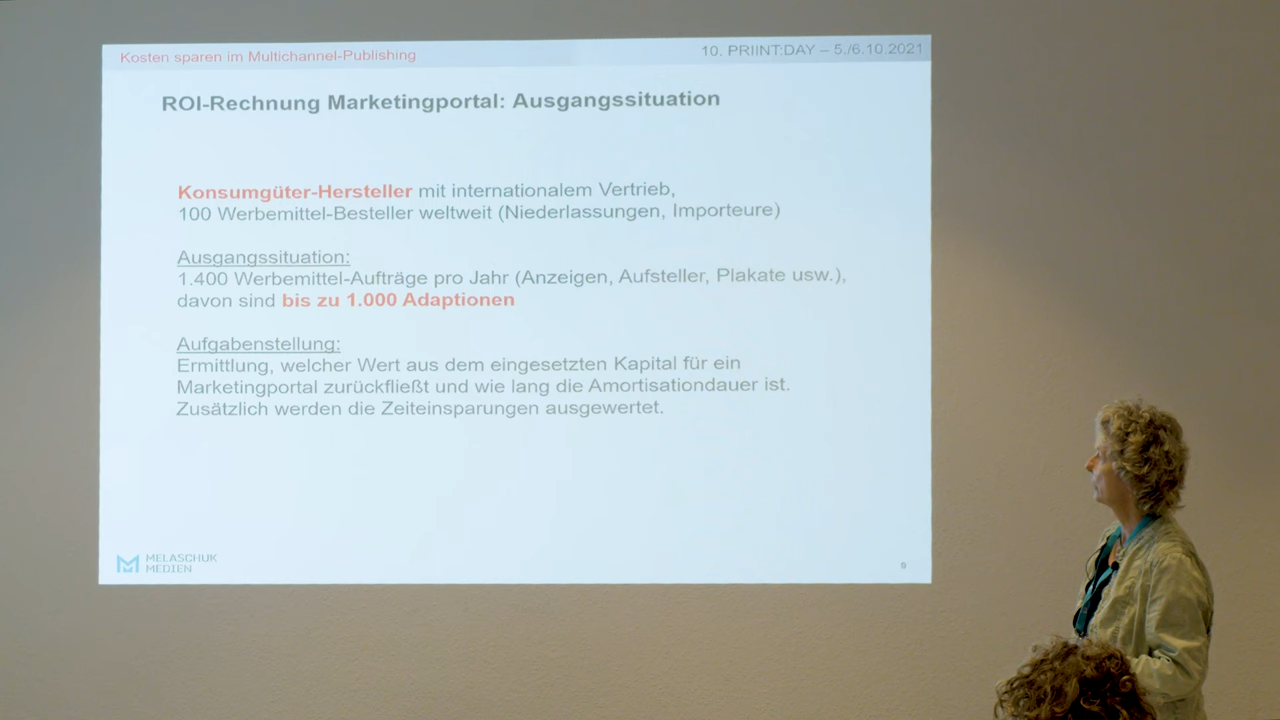 Kosten sparen im Multichannel-Publishing
10. PRIINT:DAY – 5./6.10.2021
ROI-Rechnung Marketingportal: Ausgangssituation
Konsumgüter-Hersteller mit internationalem Vertrieb,
100 Werbemittel-Besteller weltweit (Niederlassungen, Importeure)
Ausgangssituation:
1.400 Werbemittel-Aufträge pro Jahr (Anzeigen, Aufsteller, Plakate usw.),
davon sind bis zu 1.000 Adaptionen
Aufgabenstellung:
Ermittlung, welcher Wert aus dem eingesetzten Kapital für ein
Marketingportal zurückfließt und wie lang die Amortisationdauer ist.
Zusätzlich werden die Zeiteinsparungen ausgewertet.
MELASCHUK
MEDIEN